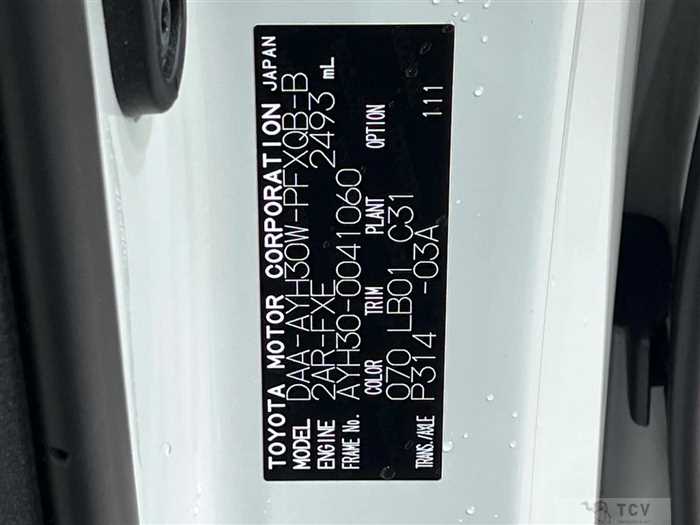 TOYOTA MOTOR CORPORATION JAPAN
MODEL DAA-AYH30W-PFXQB-B
ENGINE 2AR-FXE 2493 mL
FRAME No. AYH30-0041060
COLOR TRIM PLANT OPTION
070 LB01 C31 111
TRANS./AXLE P314 -03A
TCV